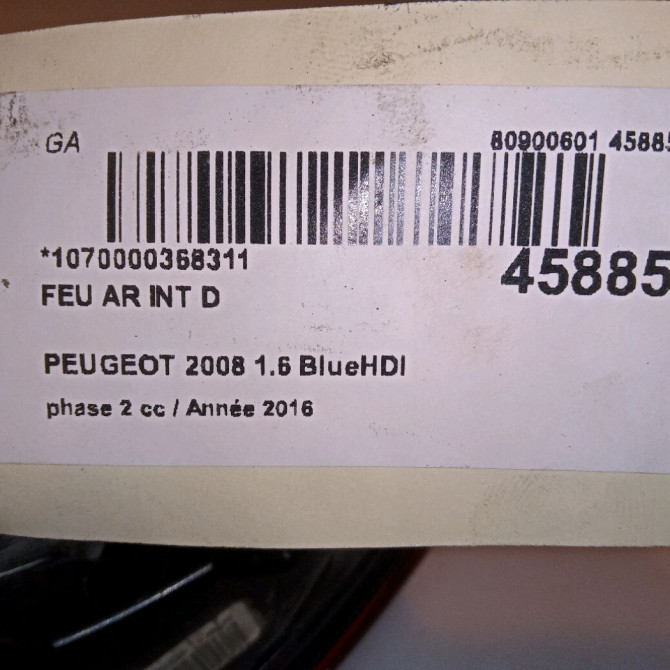 GA 80900601 45885
*1070000368311 45885
FEU AR INT D
PEUGEOT 2008 1.6 BlueHDI
phase 2 cc / Année 2016